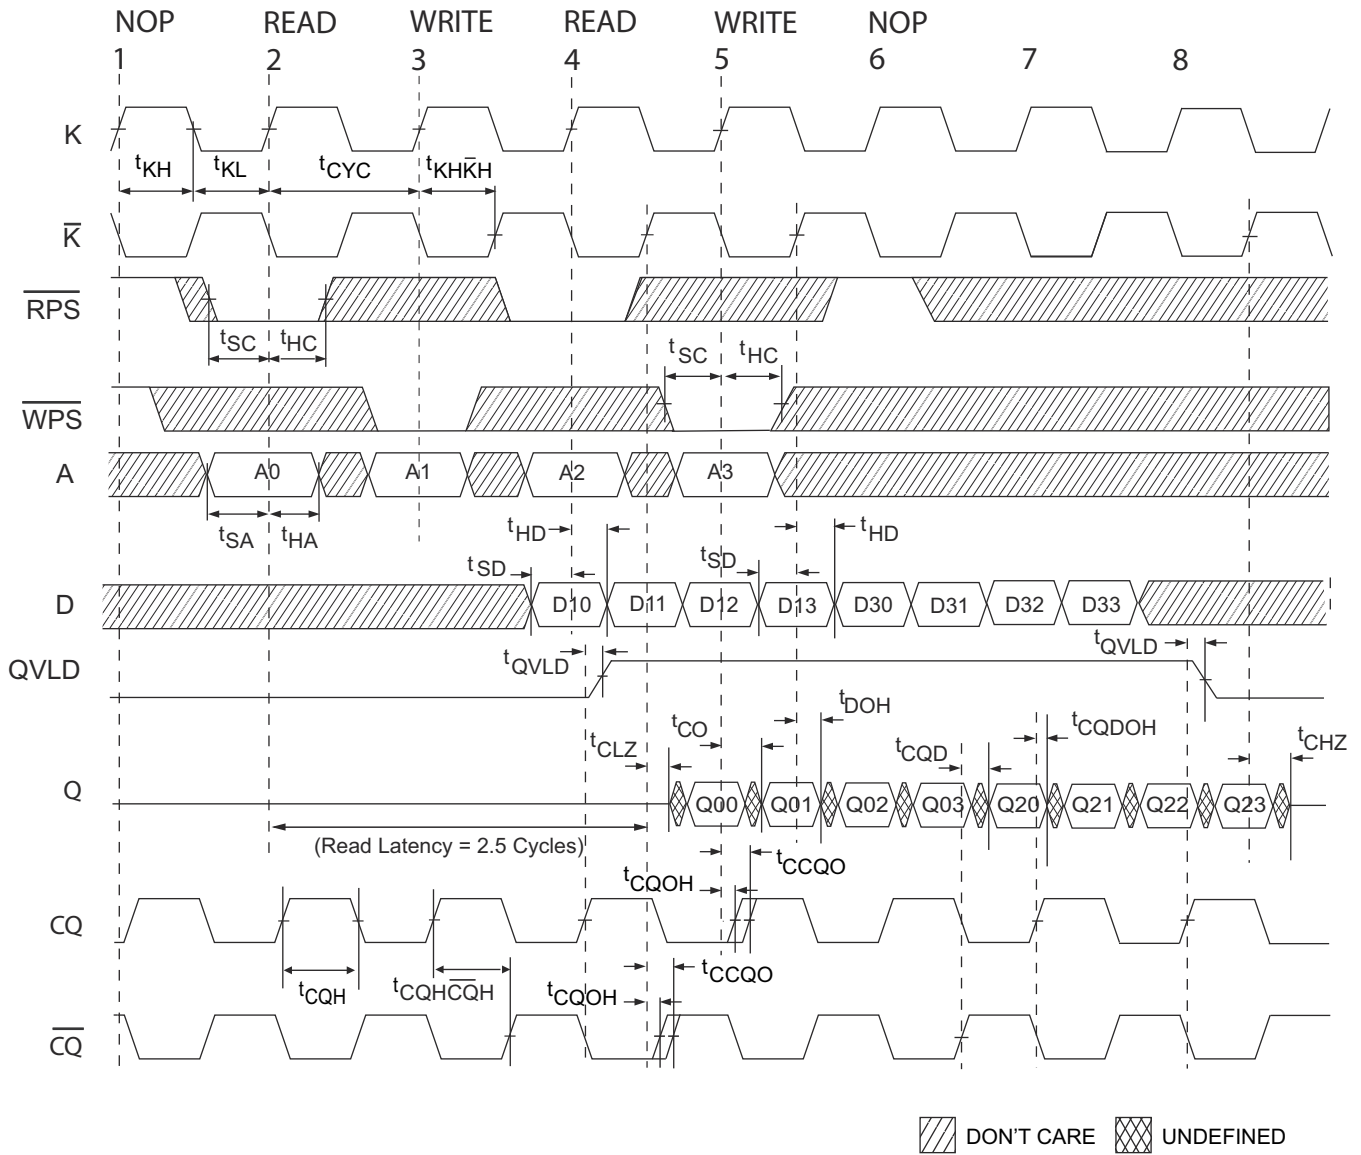 NOP READ WRITE READ WRITE NOP
1 2 3 4 5 6 7 8
K
tKH tKL tCYC tKHK̅H
K̅
R̅P̅S̅
tSC tHC
tSC tHC
W̅P̅S̅
A A0 A1 A2 A3
tSA tHA
tHD tHD
tSD tSD
D D10 D11 D12 D13 D30 D31 D32 D33
QVLD tQVLD tQVLD
tCLZ tCO tDOH tCQD tCQDOH tCHZ
Q Q00 Q01 Q02 Q03 Q20 Q21 Q22 Q23
(Read Latency = 2.5 Cycles)
tCQOH tCCQO
CQ
tCQH tCQHC̅Q̅H tCQOH tCCQO
C̅Q̅
DON'T CARE UNDEFINED